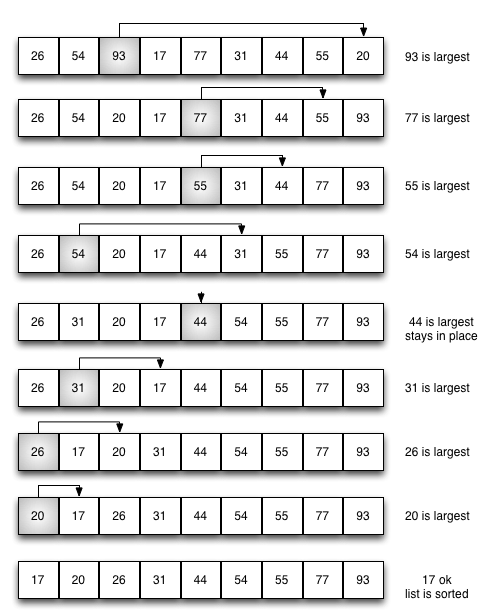 26 54 93 17 77 31 44 55 20 93 is largest
26 54 20 17 77 31 44 55 93 77 is largest
26 54 20 17 55 31 44 77 93 55 is largest
26 54 20 17 44 31 55 77 93 54 is largest
26 31 20 17 44 54 55 77 93 44 is largest
stays in place
26 31 20 17 44 54 55 77 93 31 is largest
26 17 20 31 44 54 55 77 93 26 is largest
20 17 26 31 44 54 55 77 93 20 is largest
17 20 26 31 44 54 55 77 93 17 ok
list is sorted